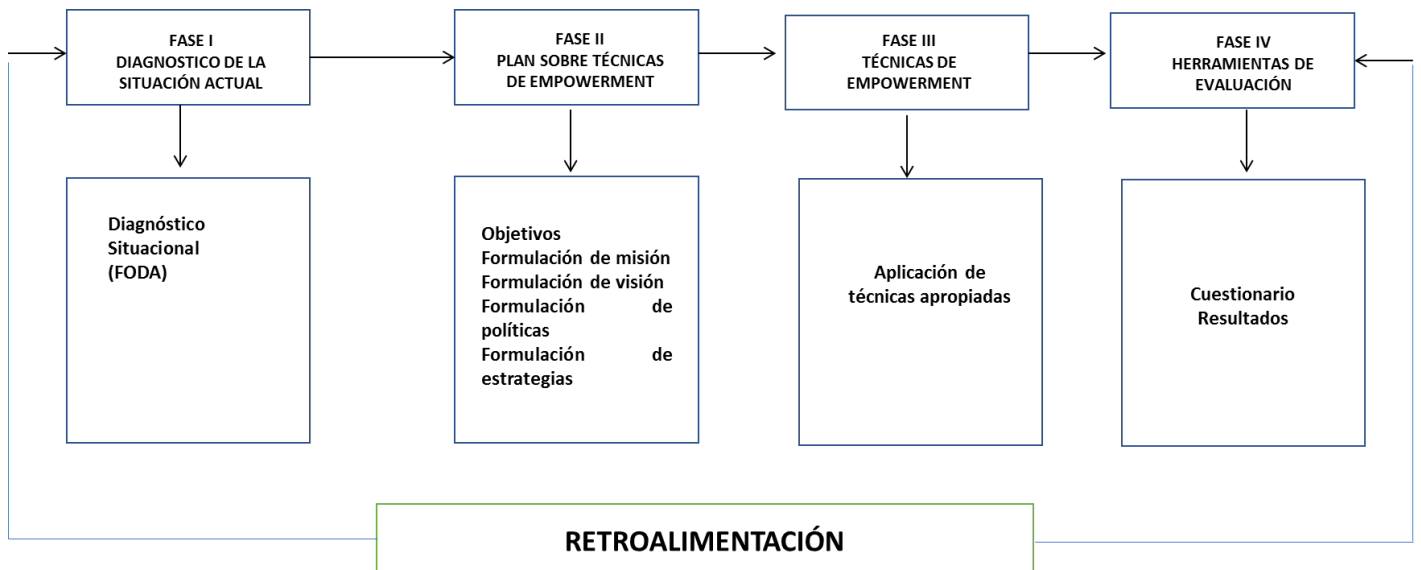 FASE I
DIAGNOSTICO DE LA
SITUACIÓN ACTUAL
FASE II
PLAN SOBRE TÉCNICAS
DE EMPOWERMENT
FASE III
TÉCNICAS DE
EMPOWERMENT
FASE IV
HERRAMIENTAS DE
EVALUACIÓN
Diagnóstico
Situacional
(FODA)
Objetivos
Formulación de misión
Formulación de visión
Formulación de
políticas
Formulación de
estrategias
Aplicación de
técnicas apropiadas
Cuestionario
Resultados
RETROALIMENTACIÓN